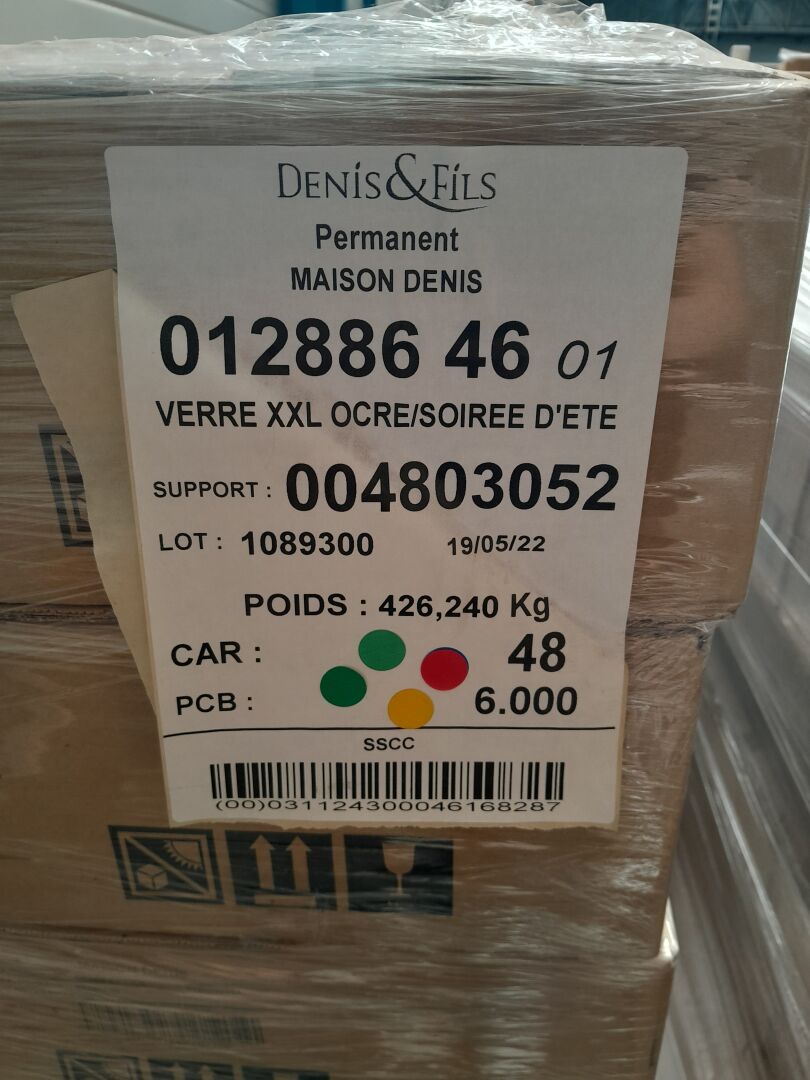 DENIS & FILS
Permanent
MAISON DENIS
012886 46 01
VERRE XXL OCRE/SOIREE D'ETE
SUPPORT : 004803052
LOT : 1089300 19/05/22
POIDS : 426,240 Kg
CAR : 48
PCB : 6.000
SSCC
(00)031124300046168287